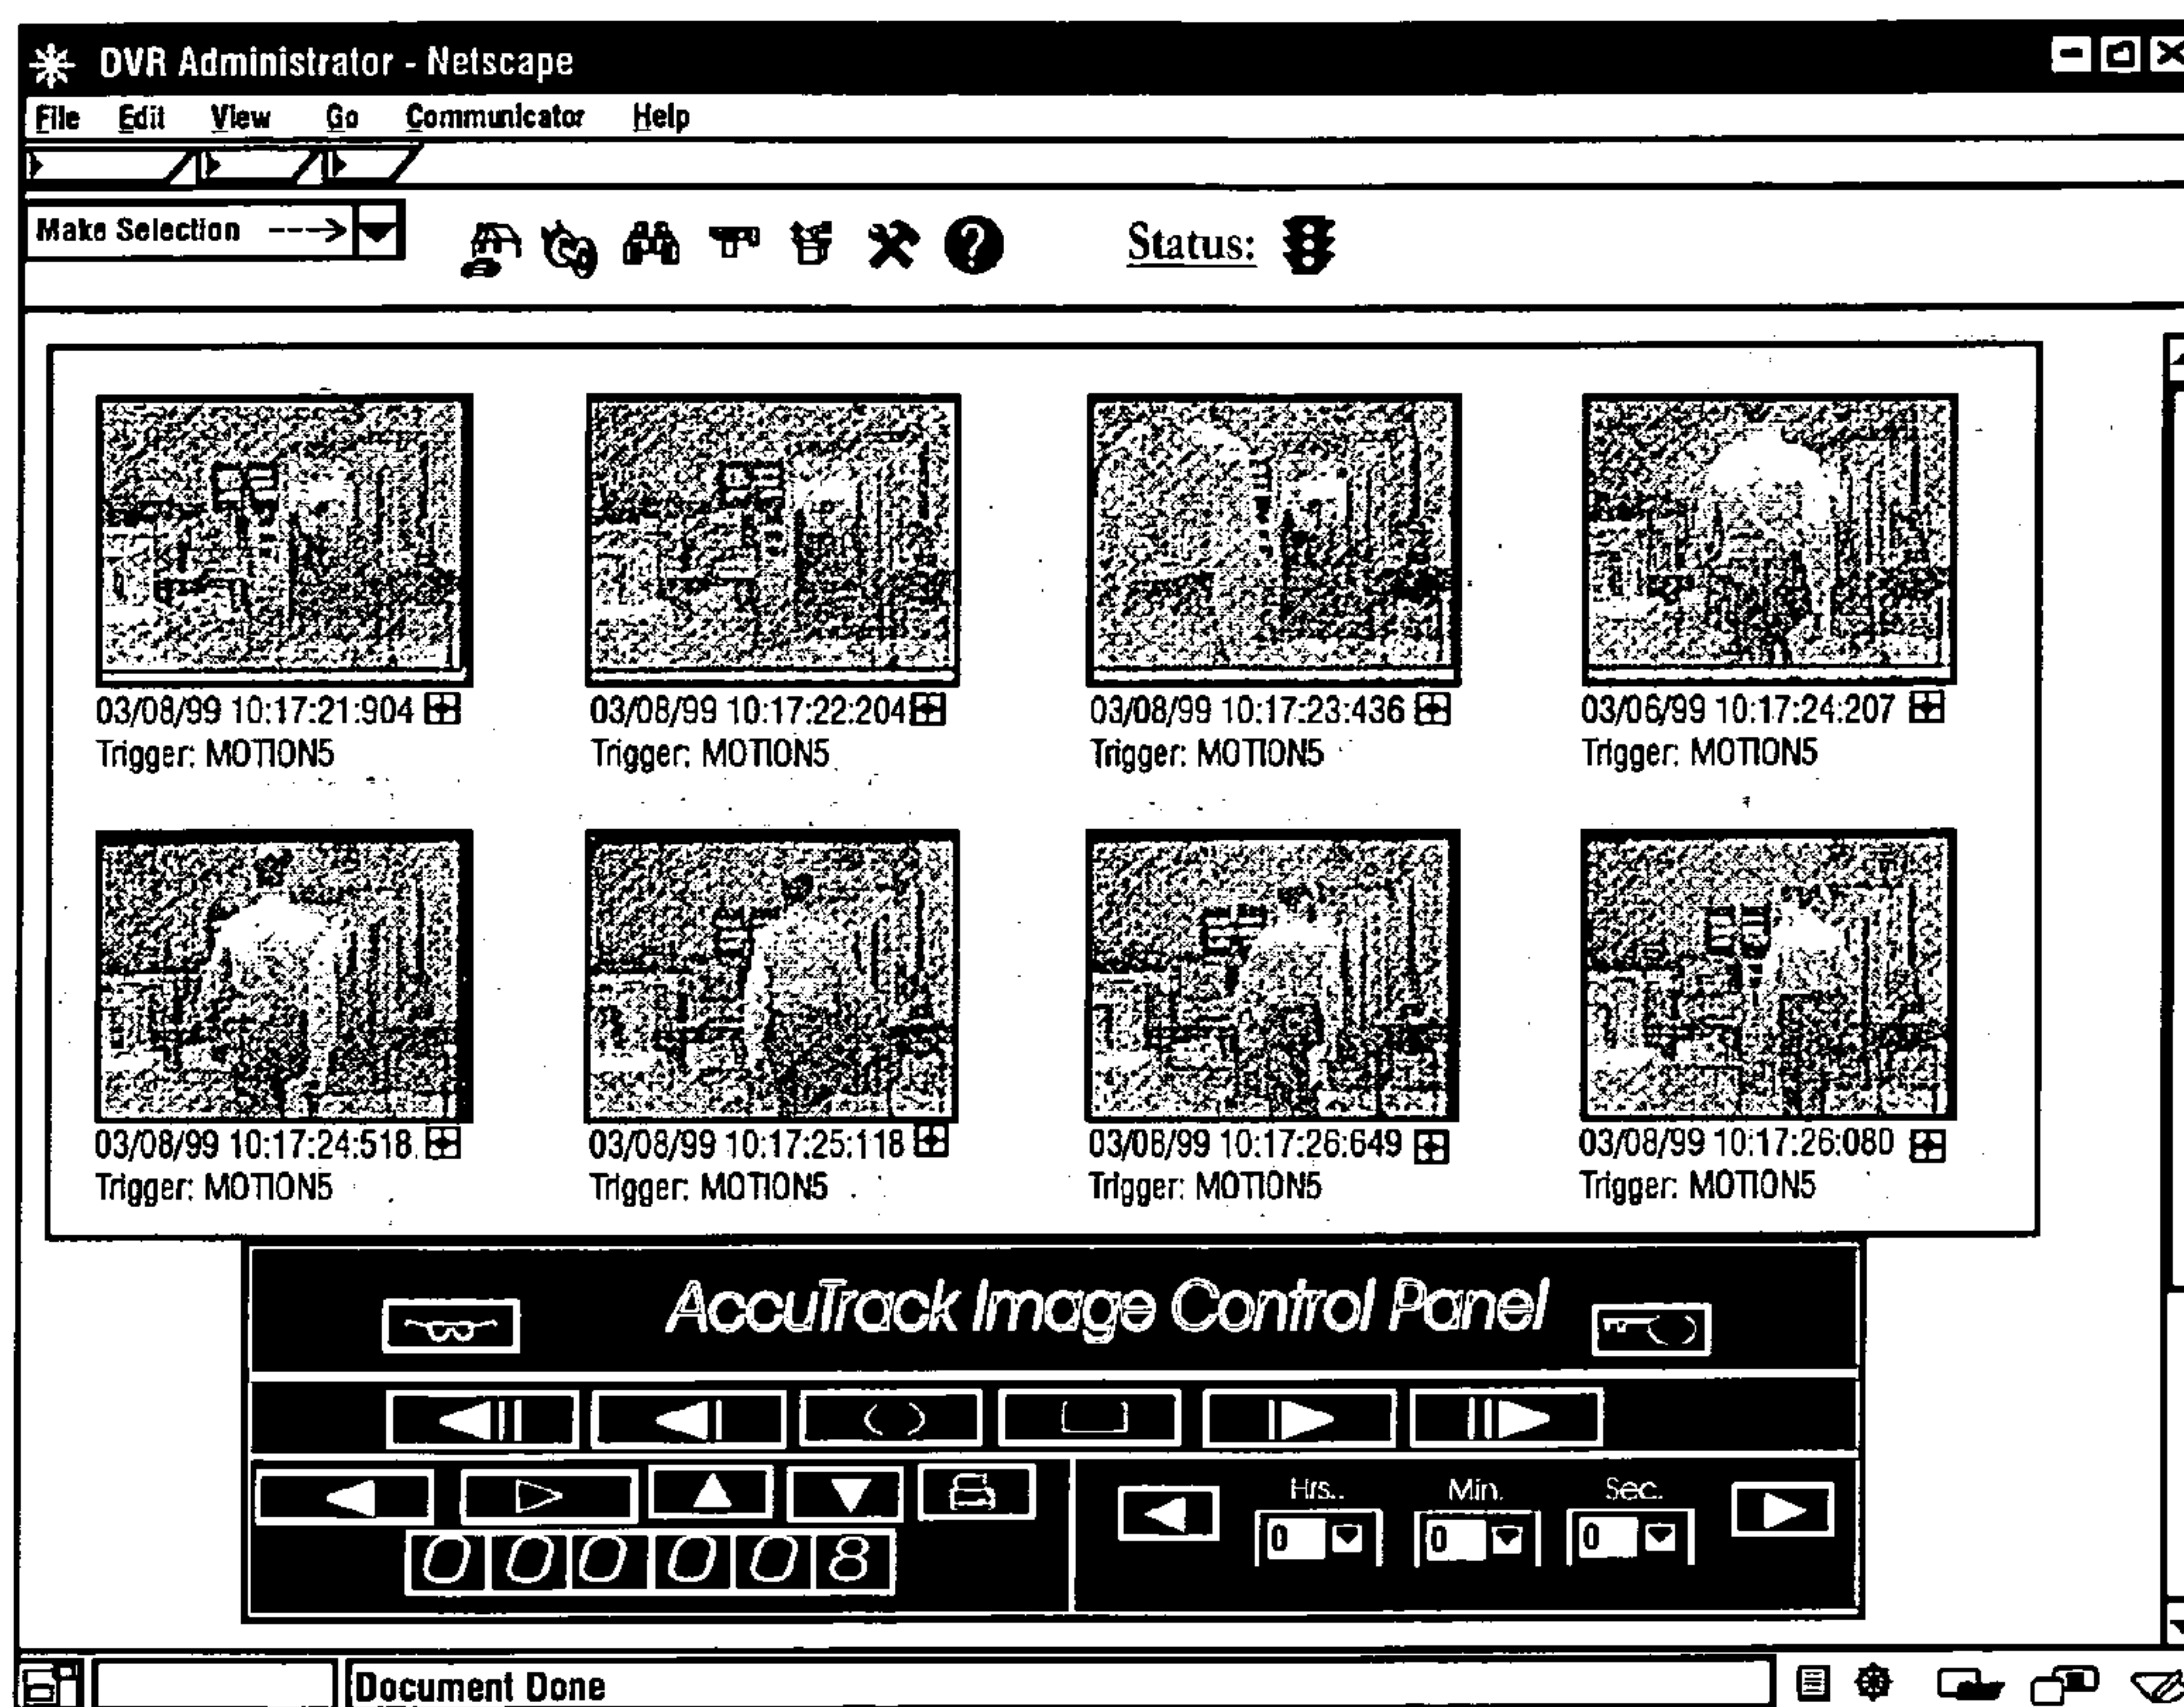 DVR Administrator - Netscape
File Edit View Go Communicator Help
Make Selection --->
Status:
03/08/99 10:17:21:904
03/08/99 10:17:22:204
03/08/99 10:17:23:436
03/06/99 10:17:24:207
Trigger: MOTION5
Trigger: MOTION5
Trigger: MOTION5
Trigger: MOTION5
03/08/99 10:17:24:518
03/08/99 10:17:25:118
03/08/99 10:17:26:649
03/08/99 10:17:26:080
Trigger: MOTION5
Trigger: MOTION5
Trigger: MOTION5
Trigger: MOTION5
AccuTrack Image Control Panel
Hrs.. Min. Sec.
0 0 0
000008
Document Done